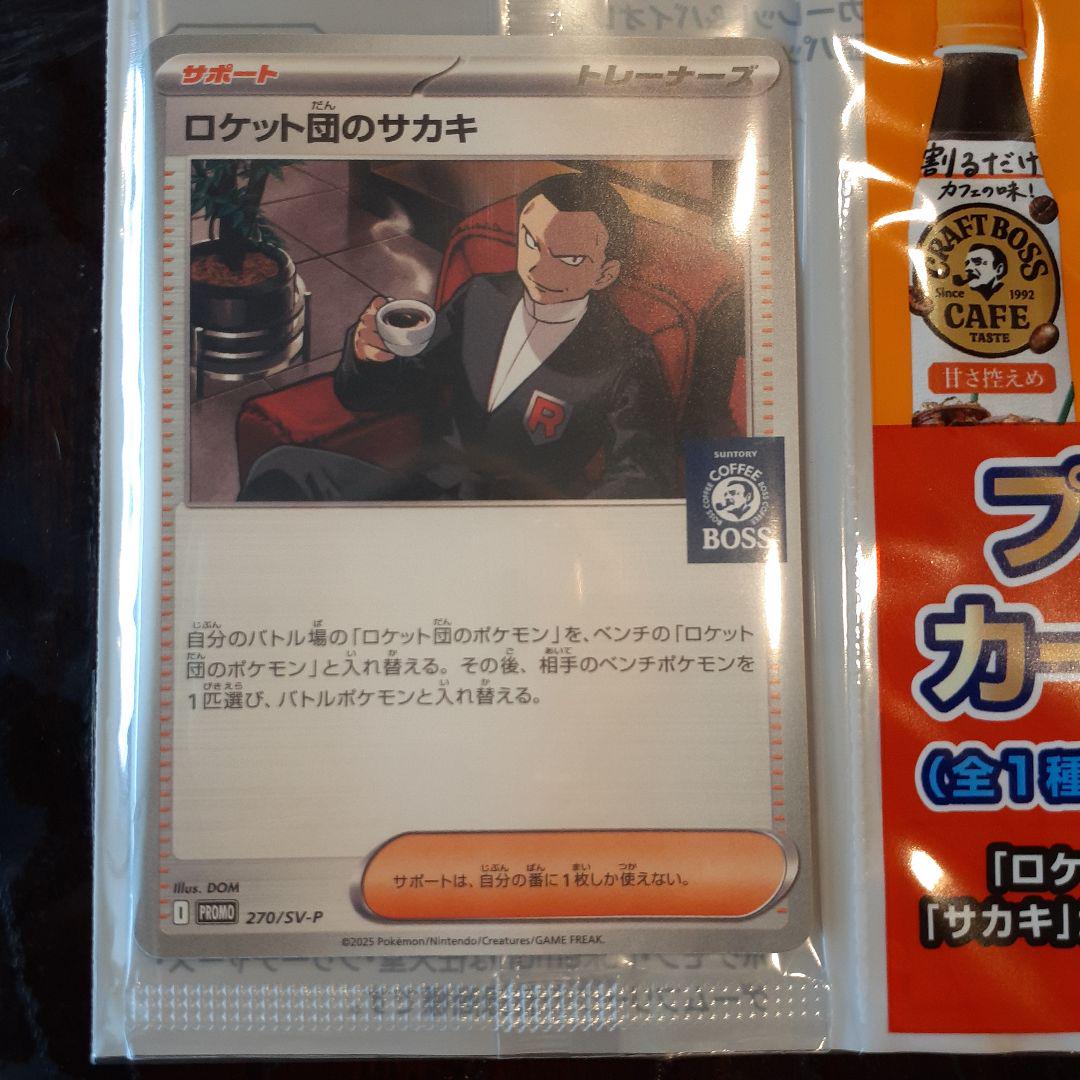 サポート
トレーナーズ
ロケット団のサカキ
だん
SUNTORY
COFFEE
BOSS COFFEE
BOSS COFFEE
BOSS
自分のバトル場の「ロケット団のポケモン」を、ベンチの「ロケット
団のポケモン」と入れ替える。その後、相手のベンチポケモンを
1匹選び、バトルポケモンと入れ替える。
サポートは、自分の番に1枚しか使えない。
Illus. DOM
I PROMO 270/SV-P
©2025 Pokémon/Nintendo/Creatures/GAME FREAK.
割るだけ
カフェの味!
CRAFT BOSS
Since 1992
CAFE
TASTE
甘さ控えめ
プ
カー
(全1種
「ロケ
「サカキ」